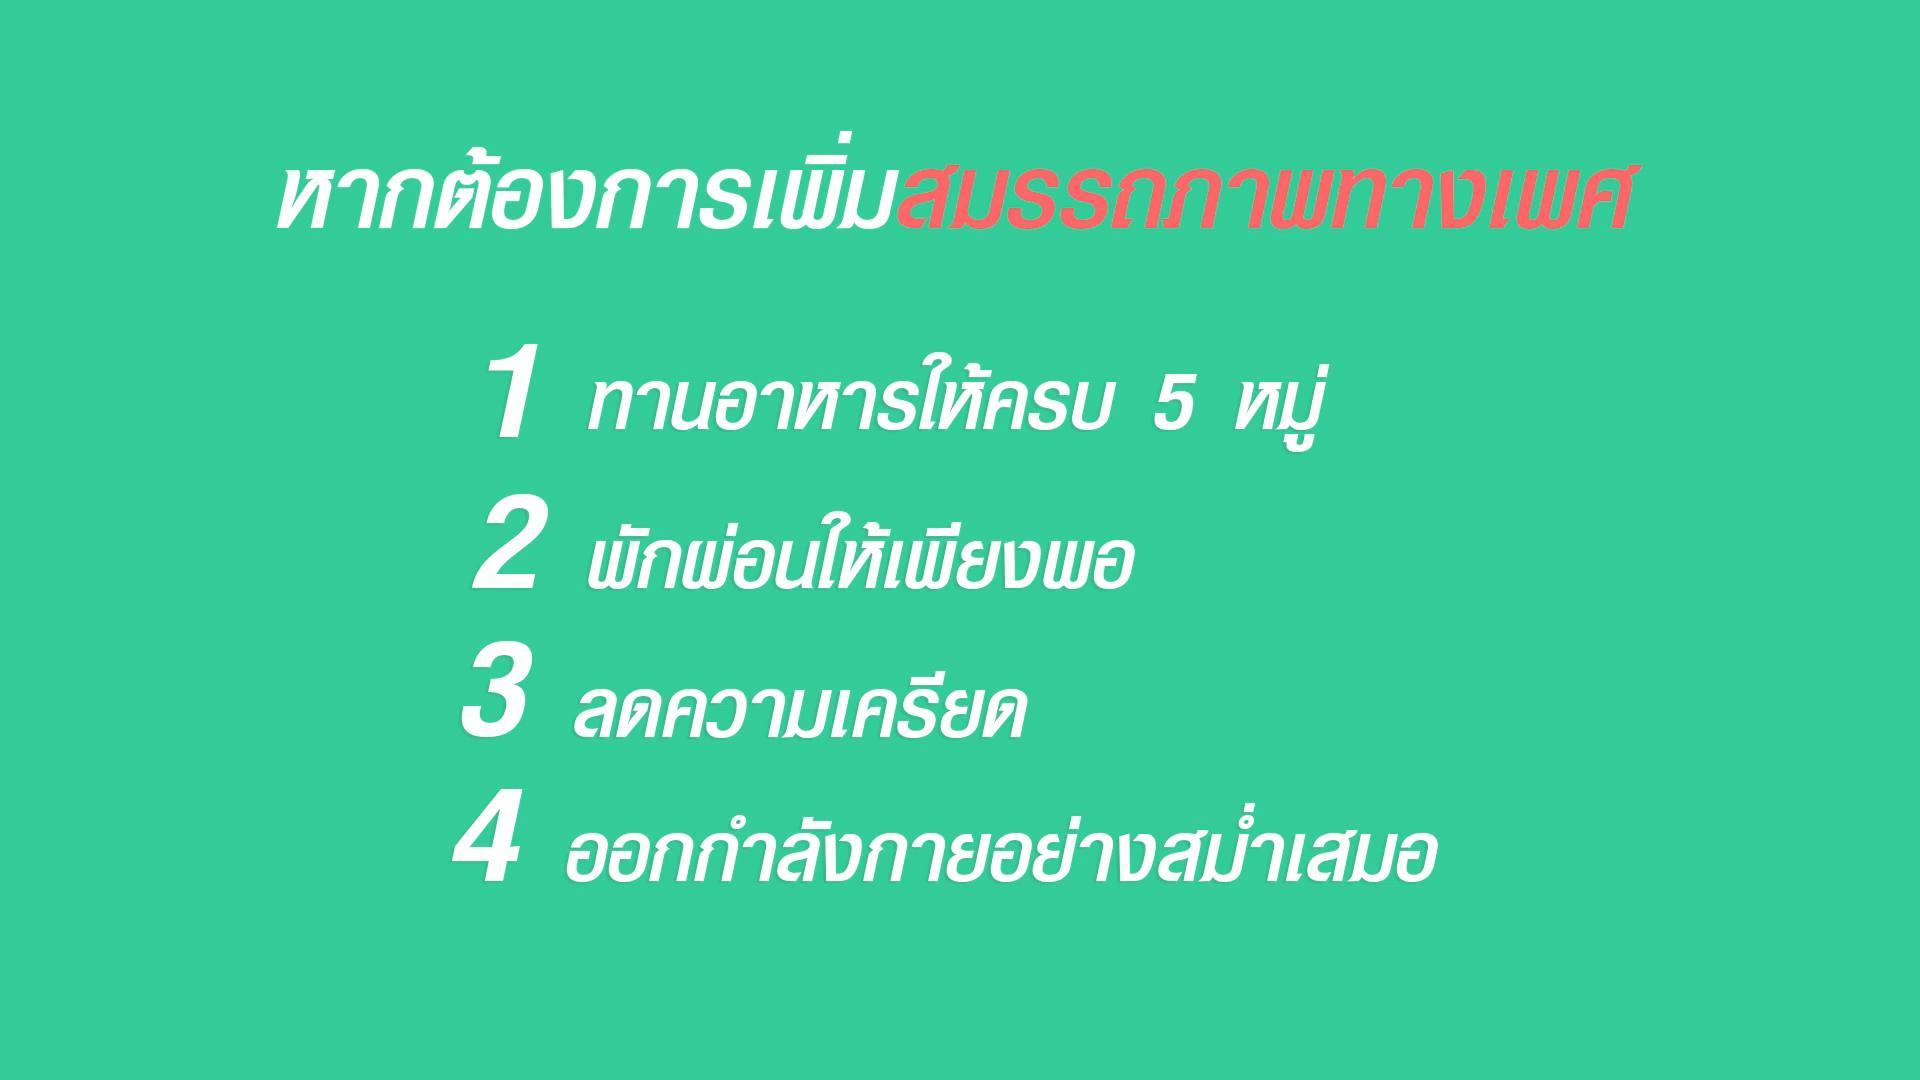 หากต้องการเพิ่มสมรรถภาพทางเพศ
1 ทานอาหารให้ครบ 5 หมู่
2 พักผ่อนให้เพียงพอ
3 ลดความเครียด
4 ออกกำลังกายอย่างสม่ำเสมอ